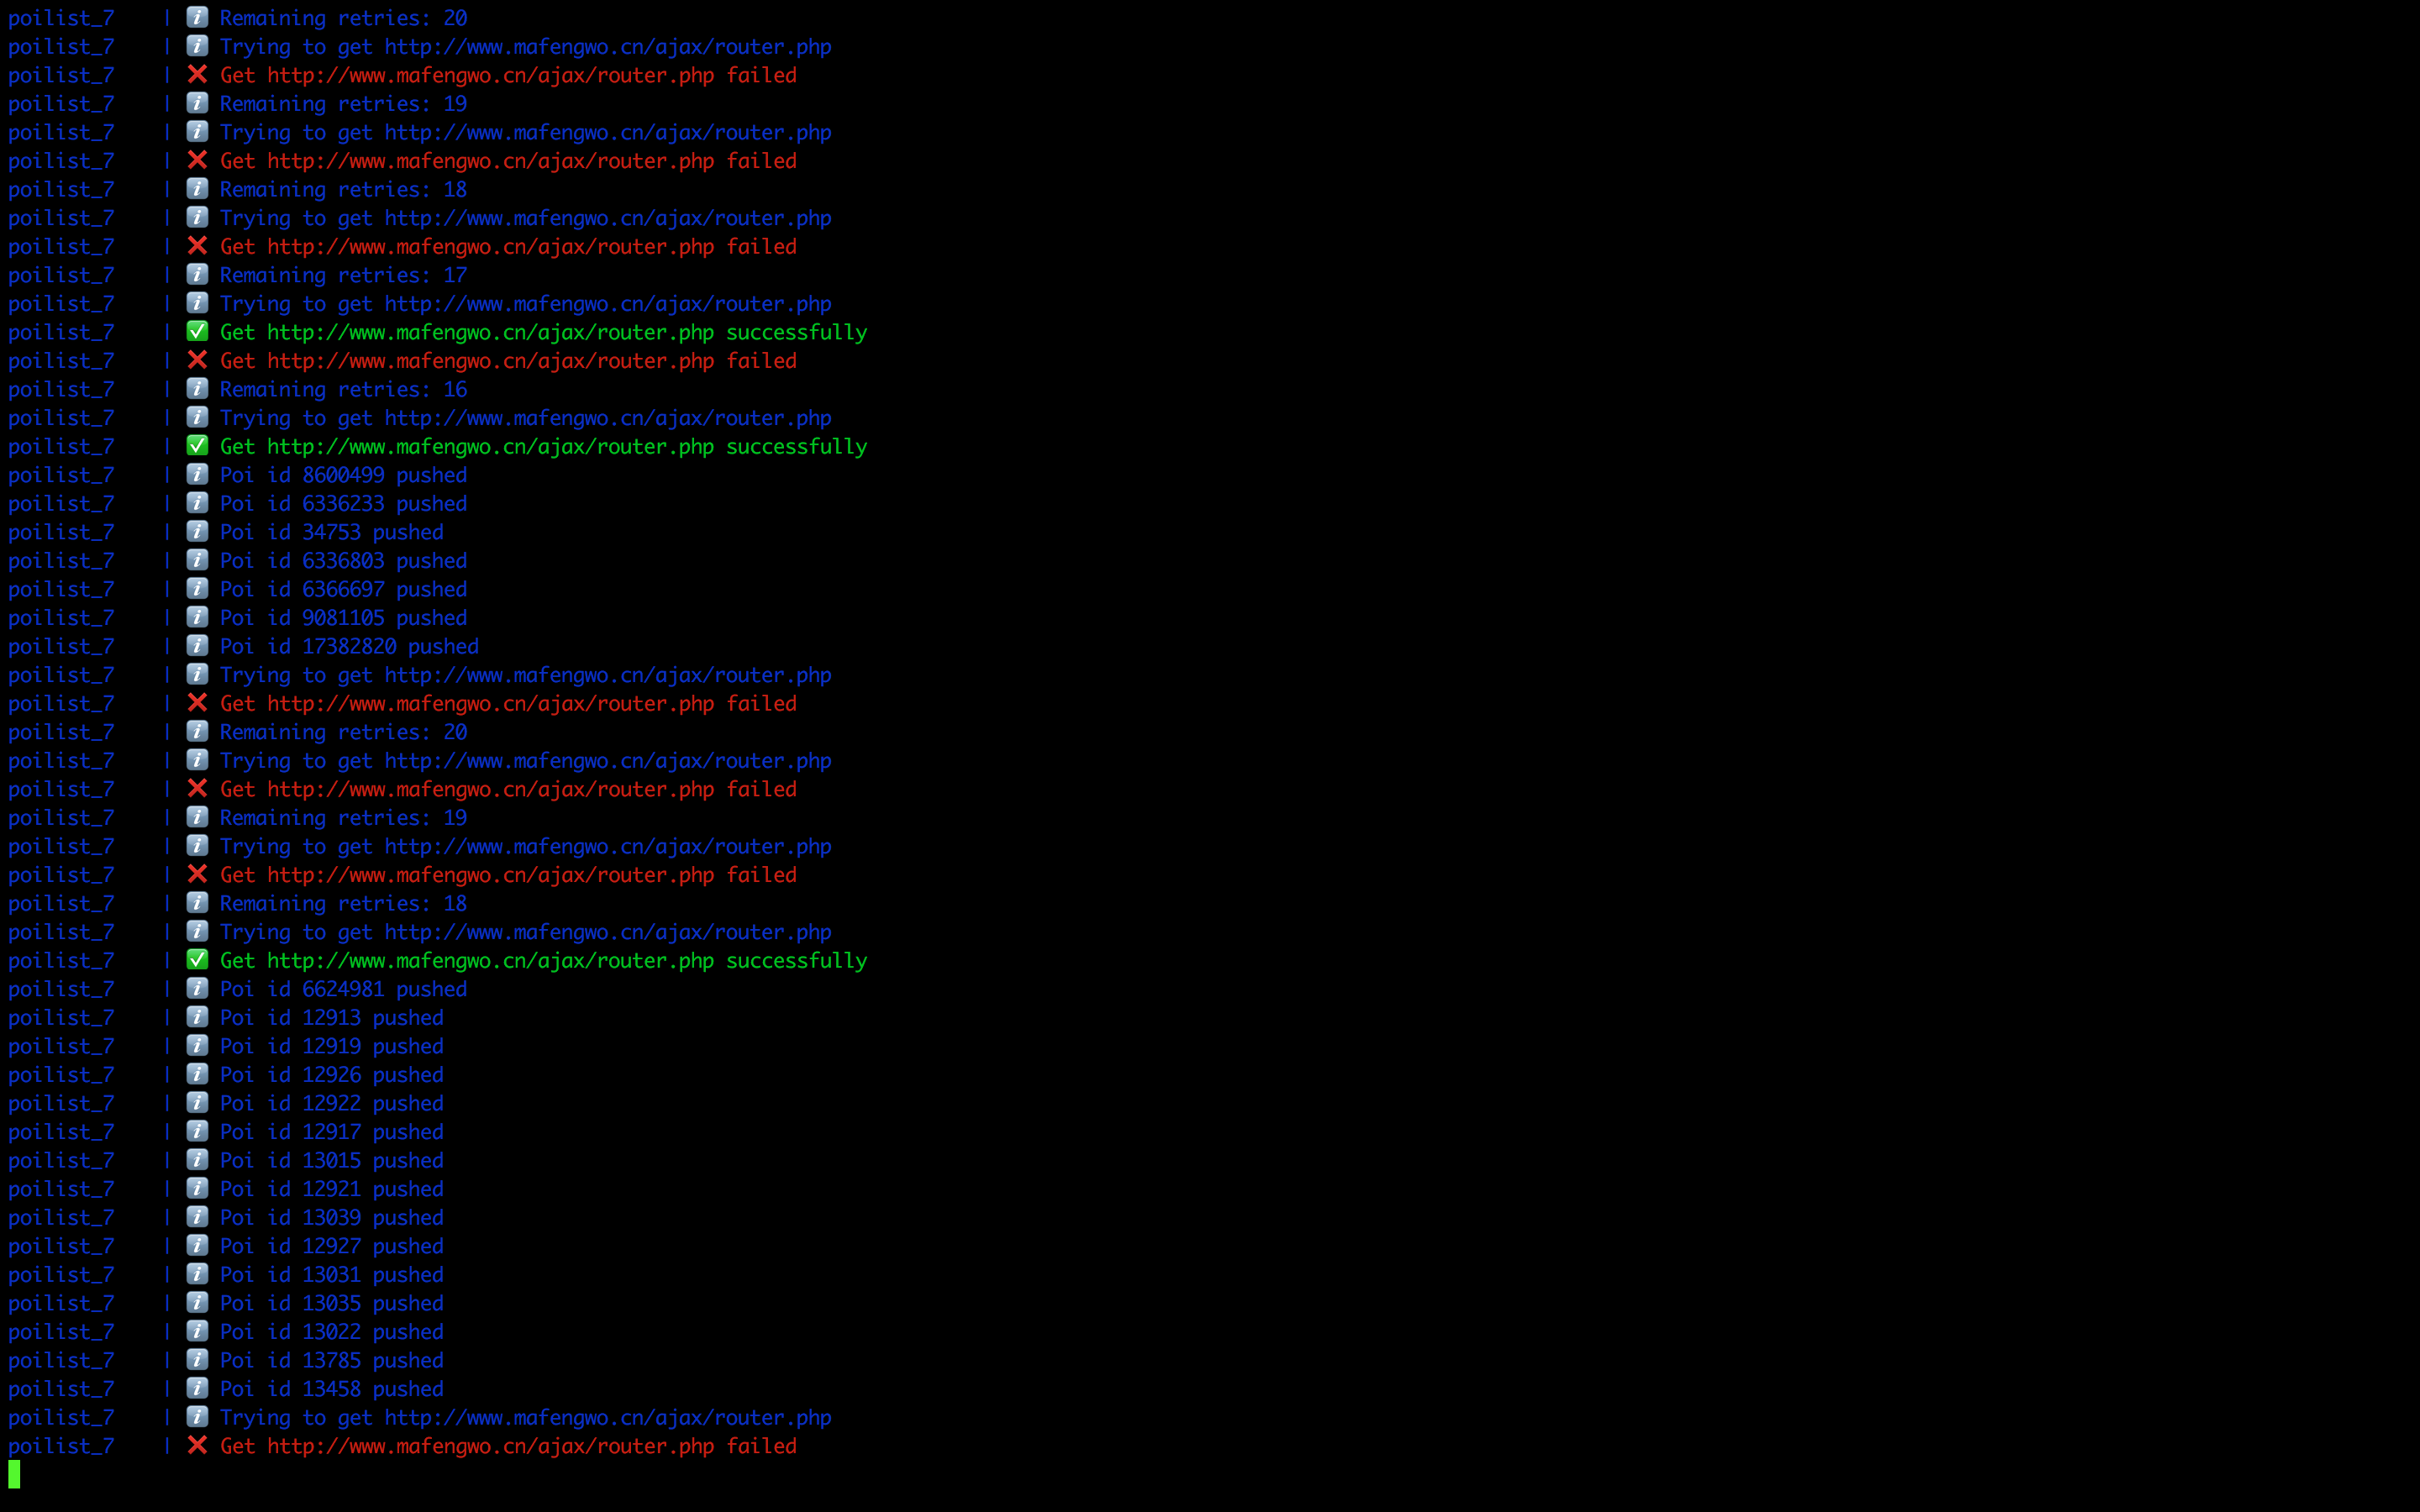 poilist_7 | ℹ️ Remaining retries: 20
poilist_7 | ℹ️ Trying to get http://www.mafengwo.cn/ajax/router.php
poilist_7 | ❌ Get http://www.mafengwo.cn/ajax/router.php failed
poilist_7 | ℹ️ Remaining retries: 19
poilist_7 | ℹ️ Trying to get http://www.mafengwo.cn/ajax/router.php
poilist_7 | ❌ Get http://www.mafengwo.cn/ajax/router.php failed
poilist_7 | ℹ️ Remaining retries: 18
poilist_7 | ℹ️ Trying to get http://www.mafengwo.cn/ajax/router.php
poilist_7 | ❌ Get http://www.mafengwo.cn/ajax/router.php failed
poilist_7 | ℹ️ Remaining retries: 17
poilist_7 | ℹ️ Trying to get http://www.mafengwo.cn/ajax/router.php
poilist_7 | ✅ Get http://www.mafengwo.cn/ajax/router.php successfully
poilist_7 | ❌ Get http://www.mafengwo.cn/ajax/router.php failed
poilist_7 | ℹ️ Remaining retries: 16
poilist_7 | ℹ️ Trying to get http://www.mafengwo.cn/ajax/router.php
poilist_7 | ✅ Get http://www.mafengwo.cn/ajax/router.php successfully
poilist_7 | ℹ️ Poi id 8600499 pushed
poilist_7 | ℹ️ Poi id 6336233 pushed
poilist_7 | ℹ️ Poi id 34753 pushed
poilist_7 | ℹ️ Poi id 6336803 pushed
poilist_7 | ℹ️ Poi id 6366697 pushed
poilist_7 | ℹ️ Poi id 9081105 pushed
poilist_7 | ℹ️ Poi id 17382820 pushed
poilist_7 | ℹ️ Trying to get http://www.mafengwo.cn/ajax/router.php
poilist_7 | ❌ Get http://www.mafengwo.cn/ajax/router.php failed
poilist_7 | ℹ️ Remaining retries: 20
poilist_7 | ℹ️ Trying to get http://www.mafengwo.cn/ajax/router.php
poilist_7 | ❌ Get http://www.mafengwo.cn/ajax/router.php failed
poilist_7 | ℹ️ Remaining retries: 19
poilist_7 | ℹ️ Trying to get http://www.mafengwo.cn/ajax/router.php
poilist_7 | ❌ Get http://www.mafengwo.cn/ajax/router.php failed
poilist_7 | ℹ️ Remaining retries: 18
poilist_7 | ℹ️ Trying to get http://www.mafengwo.cn/ajax/router.php
poilist_7 | ✅ Get http://www.mafengwo.cn/ajax/router.php successfully
poilist_7 | ℹ️ Poi id 6624981 pushed
poilist_7 | ℹ️ Poi id 12913 pushed
poilist_7 | ℹ️ Poi id 12919 pushed
poilist_7 | ℹ️ Poi id 12926 pushed
poilist_7 | ℹ️ Poi id 12922 pushed
poilist_7 | ℹ️ Poi id 12917 pushed
poilist_7 | ℹ️ Poi id 13015 pushed
poilist_7 | ℹ️ Poi id 12921 pushed
poilist_7 | ℹ️ Poi id 13039 pushed
poilist_7 | ℹ️ Poi id 12927 pushed
poilist_7 | ℹ️ Poi id 13031 pushed
poilist_7 | ℹ️ Poi id 13035 pushed
poilist_7 | ℹ️ Poi id 13022 pushed
poilist_7 | ℹ️ Poi id 13785 pushed
poilist_7 | ℹ️ Poi id 13458 pushed
poilist_7 | ℹ️ Trying to get http://www.mafengwo.cn/ajax/router.php
poilist_7 | ❌ Get http://www.mafengwo.cn/ajax/router.php failed